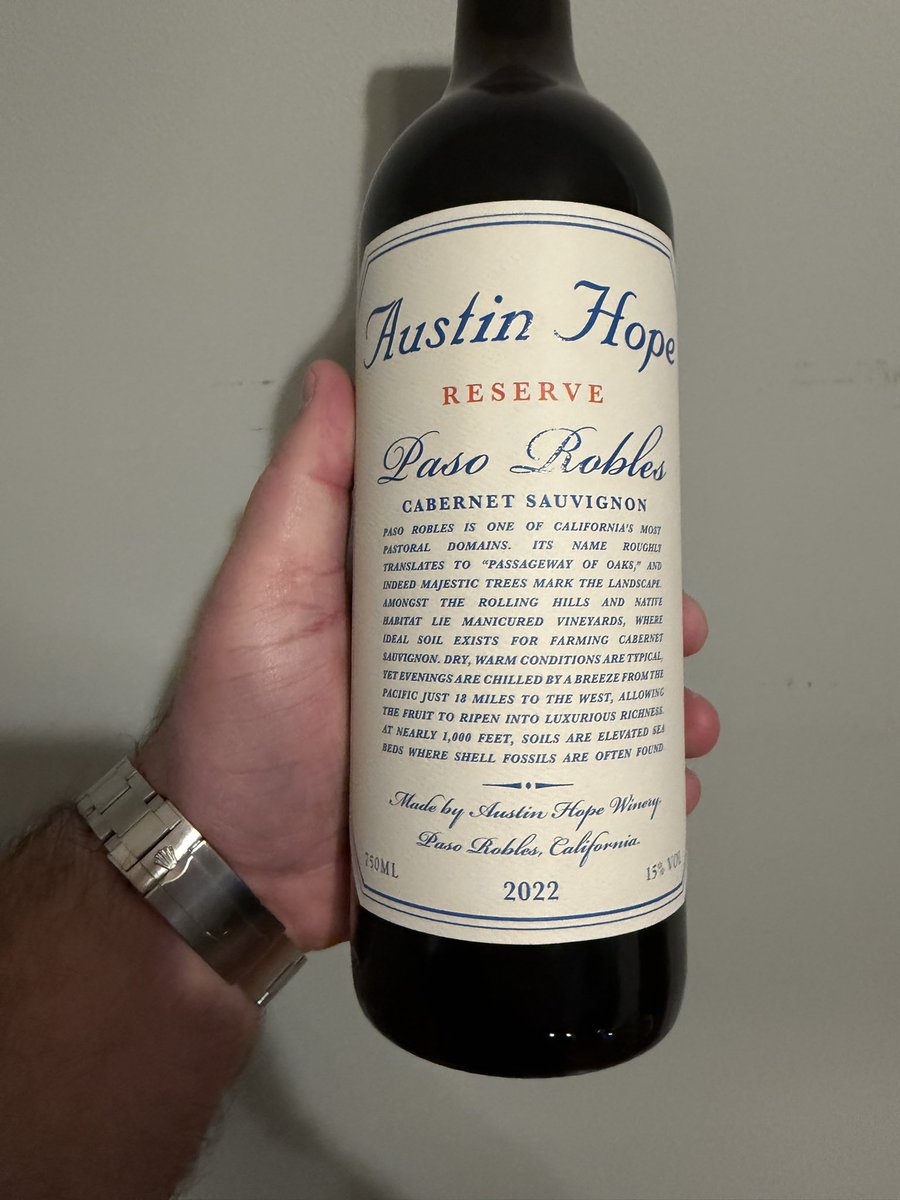 Austin Hope
RESERVE
Paso Robles
CABERNET SAUVIGNON
PASO ROBLES IS ONE OF CALIFORNIA'S MOST
PASTORAL DOMAINS. ITS NAME ROUGHLY
TRANSLATES TO “PASSAGEWAY OF OAKS,” AND
INDEED MAJESTIC TREES MARK THE LANDSCAPE.
AMONGST THE ROLLING HILLS AND NATIVE
HABITAT LIE MANICURED VINEYARDS, WHERE
IDEAL SOIL EXISTS FOR FARMING CABERNET
SAUVIGNON. DRY, WARM CONDITIONS ARE TYPICAL,
YET EVENINGS ARE CHILLED BY A BREEZE FROM THE
PACIFIC JUST 18 MILES TO THE WEST, ALLOWING
THE FRUIT TO RIPEN INTO LUXURIOUS RICHNESS.
AT NEARLY 1,000 FEET, SOILS ARE ELEVATED SEA
BEDS WHERE SHELL FOSSILS ARE OFTEN FOUND.
Made by Austin Hope Winery.
Paso Robles, California.
750ML
2022
15% VOL